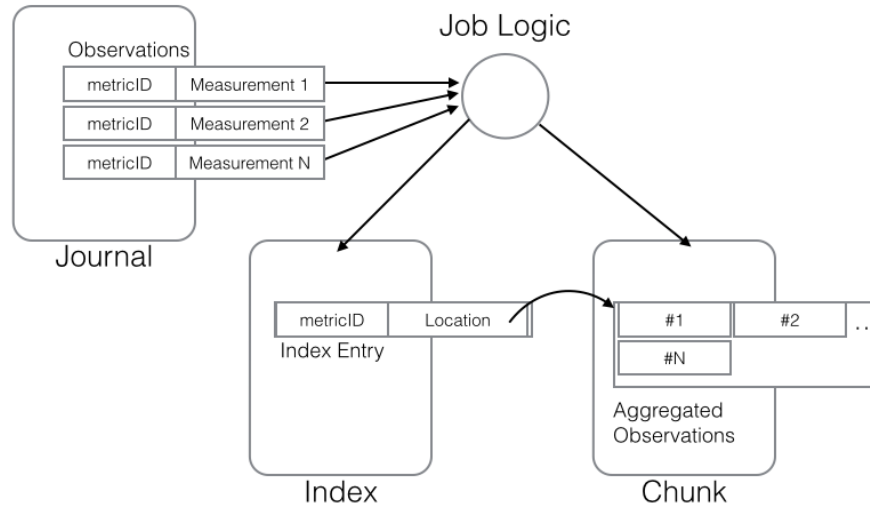 Job Logic
Observations
metricID Measurement 1
metricID Measurement 2
metricID Measurement N
Journal
metricID Location
Index Entry
Index
#1 #2 ...
#N
Aggregated
Observations
Chunk